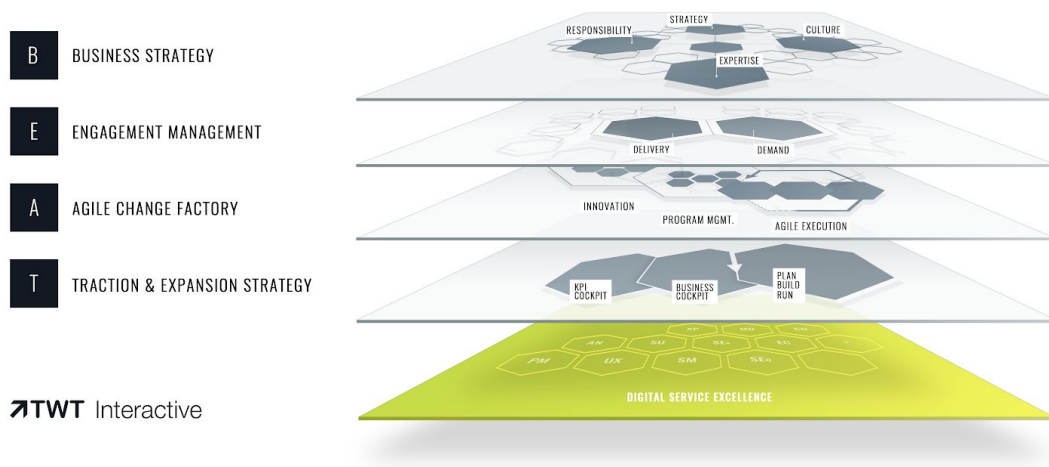 B BUSINESS STRATEGY
E ENGAGEMENT MANAGEMENT
A AGILE CHANGE FACTORY
T TRACTION & EXPANSION STRATEGY
TWT Interactive
STRATEGY
RESPONSIBILITY
CULTURE
EXPERTISE
DELIVERY
DEMAND
INNOVATION
PROGRAM MGMT.
AGILE EXECUTION
KPI
COCKPIT
BUSINESS
COCKPIT
PLAN
BUILD
RUN
AN SU EC
PM UX SM
DIGITAL SERVICE EXCELLENCE